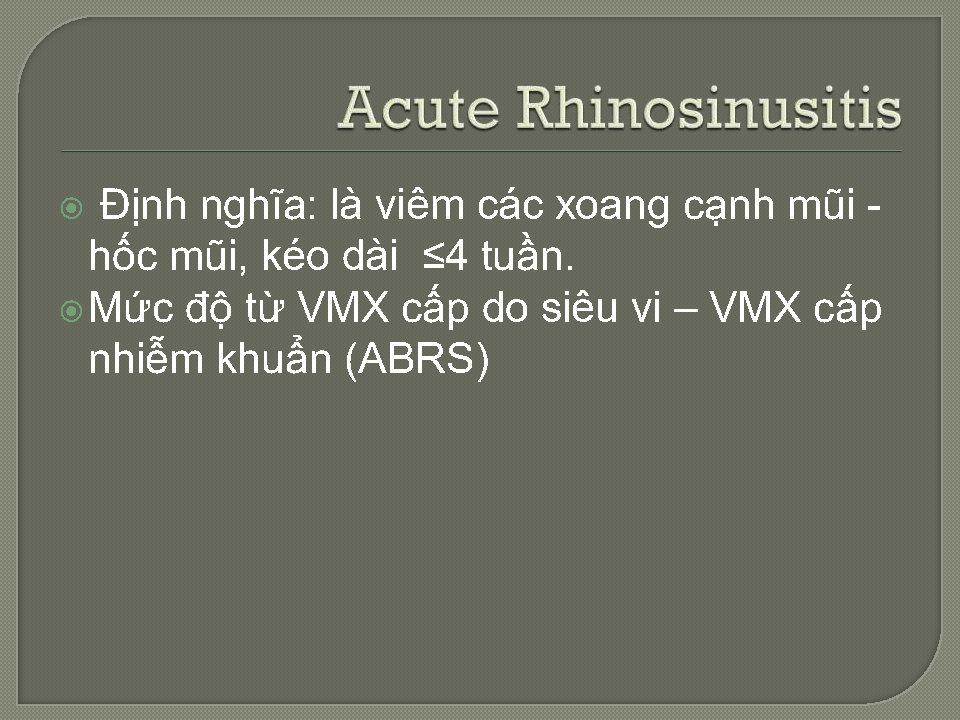 Acute Rhinosinusitis
Định nghĩa: là viêm các xoang cạnh mũi -
hốc mũi, kéo dài ≤4 tuần.
Mức độ từ VMX cấp do siêu vi – VMX cấp
nhiễm khuẩn (ABRS)